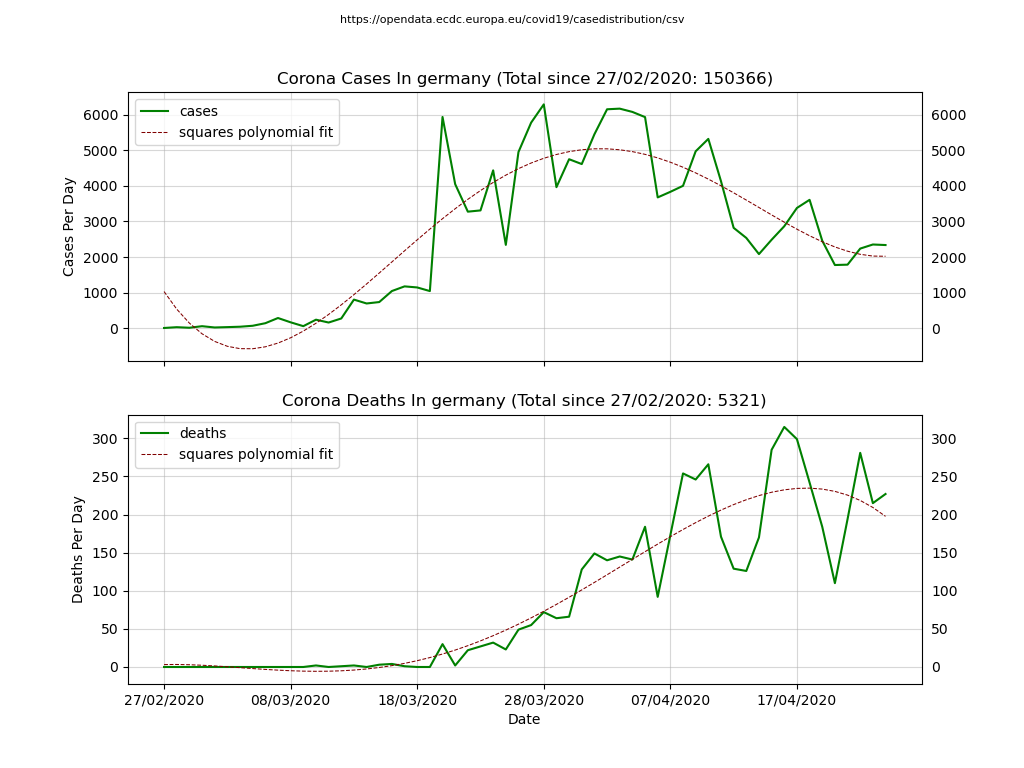 https://opendata.ecdc.europa.eu/covid19/casedistribution/csv
Corona Cases In germany (Total since 27/02/2020: 150366)
cases
squares polynomial fit
Cases Per Day
6000
5000
4000
3000
2000
1000
0
6000
5000
4000
3000
2000
1000
0
Corona Deaths In germany (Total since 27/02/2020: 5321)
deaths
squares polynomial fit
Deaths Per Day
300
250
200
150
100
50
0
300
250
200
150
100
50
0
27/02/2020 08/03/2020 18/03/2020 28/03/2020 07/04/2020 17/04/2020
Date